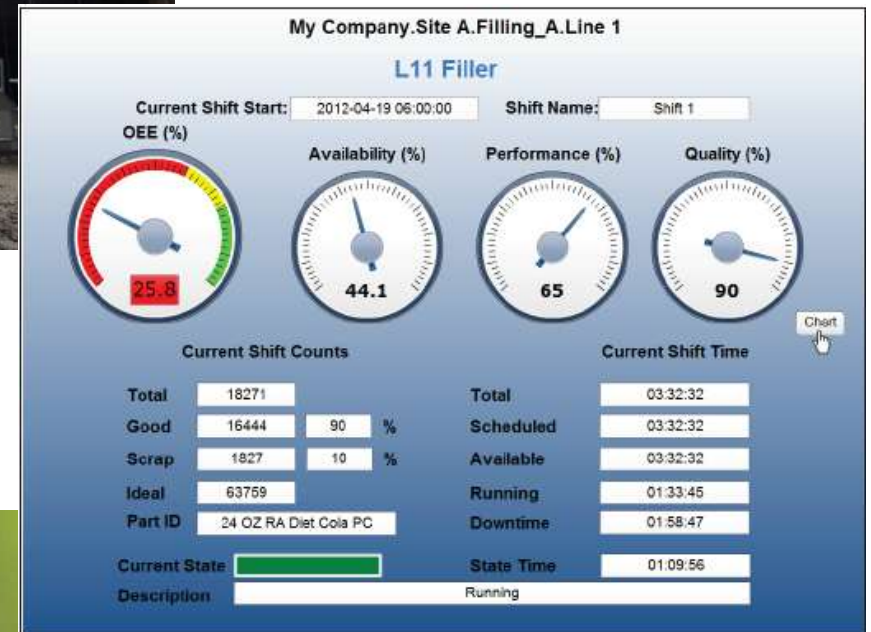 My Company.Site A.Filling_A.Line 1
L11 Filler
Current Shift Start: 2012-04-19 06:00:00 Shift Name: Shift 1
OEE (%) Availability (%) Performance (%) Quality (%)
25.8 44.1 65 90
Chart
Current Shift Counts Current Shift Time
Total 18271 Total 03:32:32
Good 16444 90 % Scheduled 03:32:32
Scrap 1827 10 % Available 03:32:32
Ideal 63759 Running 01:33:45
Part ID 24 OZ RA Diet Cola PC Downtime 01:58:47
Current State State Time 01:09:56
Description Running